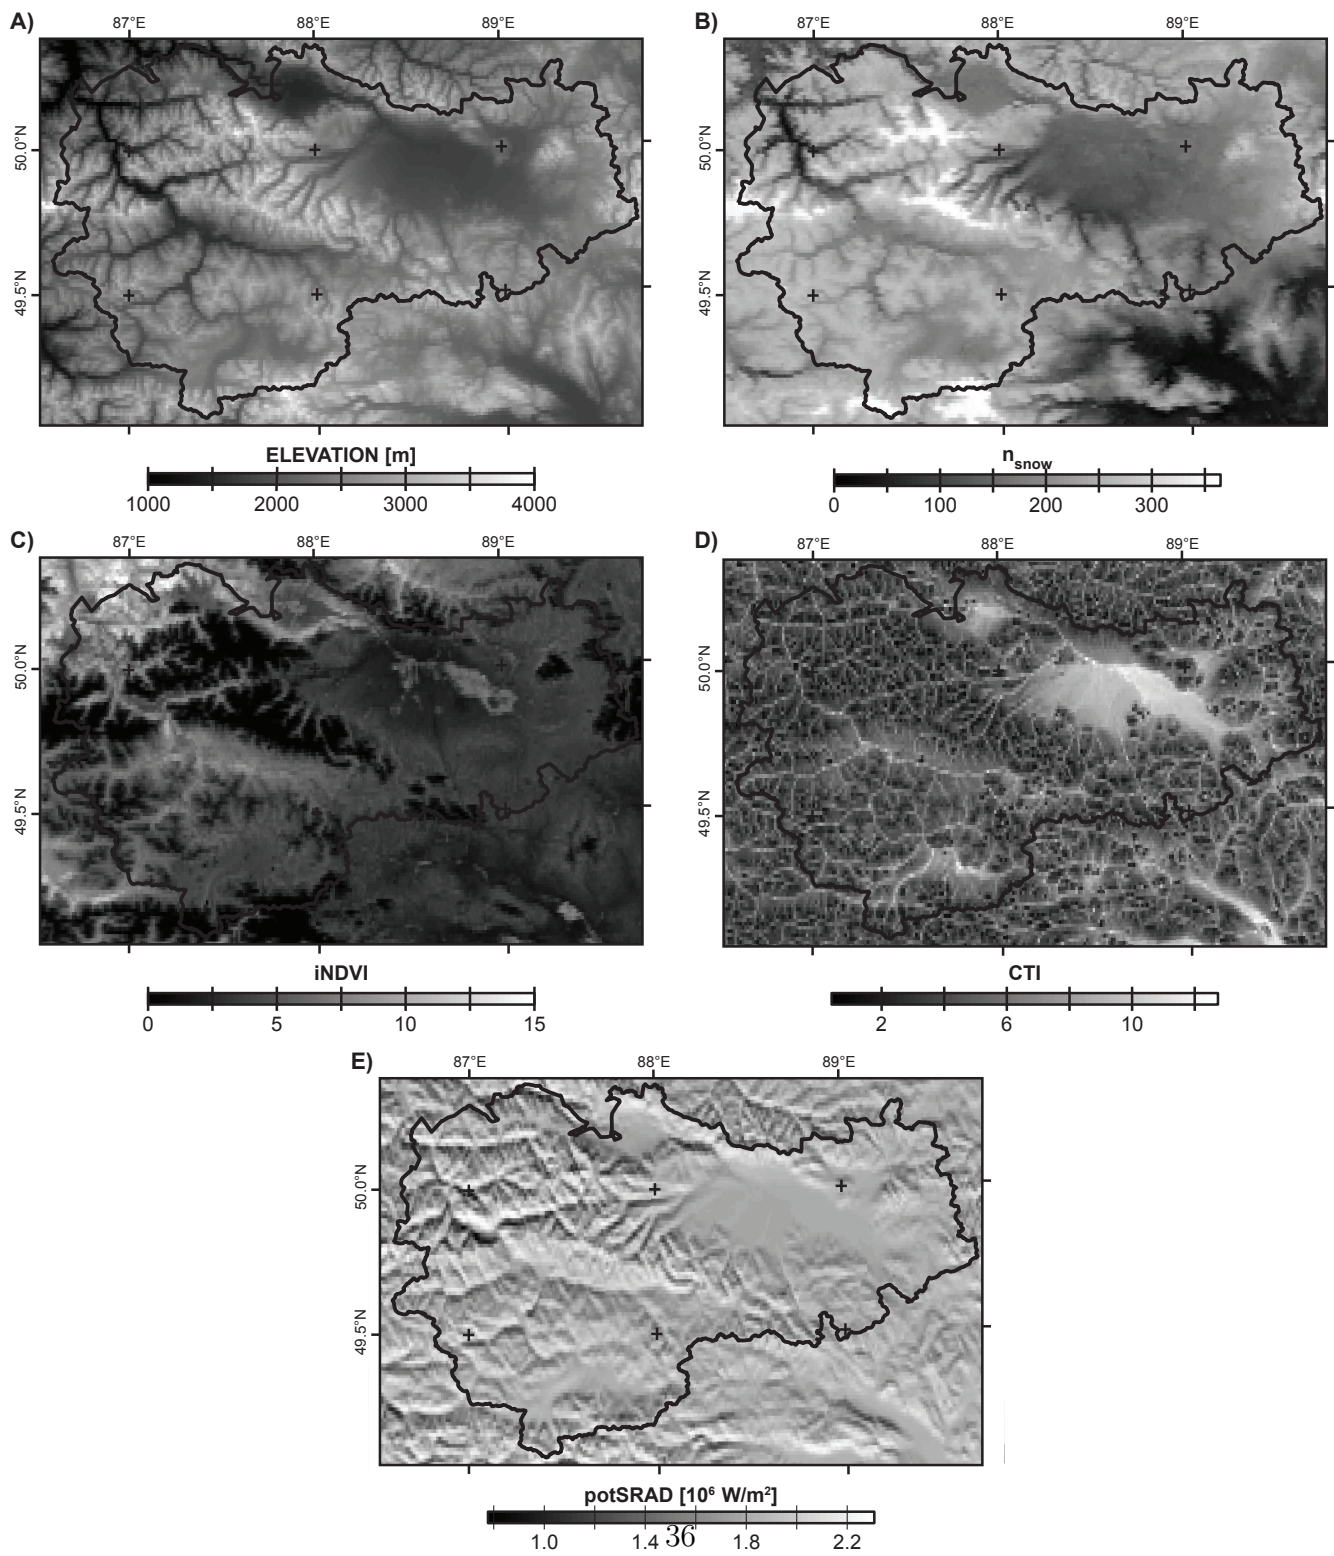 A)
87°E 88°E 89°E
50.0°N
49.5°N
ELEVATION [m]
1000 2000 3000 4000
B)
87°E 88°E 89°E
50.0°N
49.5°N
n_snow
0 100 200 300
C)
87°E 88°E 89°E
50.0°N
49.5°N
iNDVI
0 5 10 15
D)
87°E 88°E 89°E
50.0°N
49.5°N
CTI
2 6 10
E)
87°E 88°E 89°E
50.0°N
49.5°N
potSRAD [10⁶ W/m²]
1.0 1.4 1.8 2.2
36